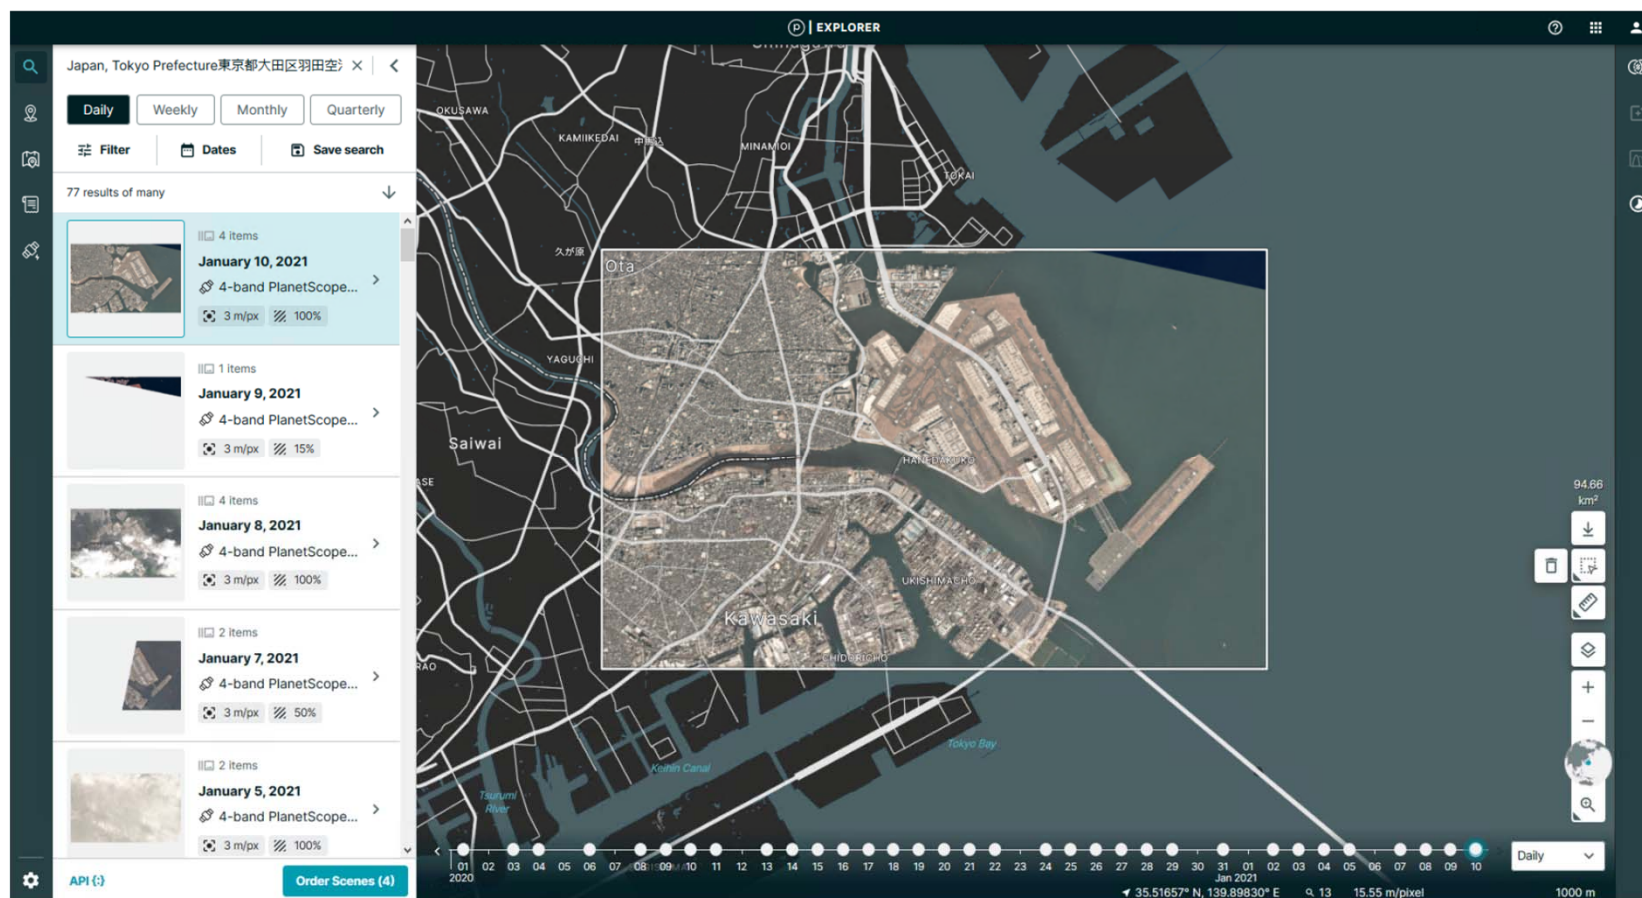 EXPLORER
Japan, Tokyo Prefecture東京都大田区羽田空
Daily
Weekly
Monthly
Quarterly
Filter
Dates
Save search
77 results of many
4 items
January 10, 2021
4-band PlanetScope...
3 m/px
100%
1 items
January 9, 2021
4-band PlanetScope...
3 m/px
15%
4 items
January 8, 2021
4-band PlanetScope...
3 m/px
100%
2 items
January 7, 2021
4-band PlanetScope...
3 m/px
50%
2 items
January 5, 2021
4-band PlanetScope...
3 m/px
100%
API {:}
Order Scenes (4)
OKUSAWA
KAMIIKEDAI
中馬込
MINAMIOI
TOKAI
久が原
Ota
YAGUCHI
Saiwai
HANEDAKUKO
UKISHIMACHO
Kawasaki
CHIDORICHO
Tokyo Bay
Keihin Canal
Tsurumi
River
94.66
km²
01 02 03 04 05 06 07 08 09 10 11 12 13 14 15 16 17 18 19 20 21 22 23 24 25 26 27 28 29 30 31 01 02 03 04 05 06 07 08 09 10
2020
Jan 2021
Daily
35.51657° N, 139.89830° E
13
15.55 m/pixel
1000 m